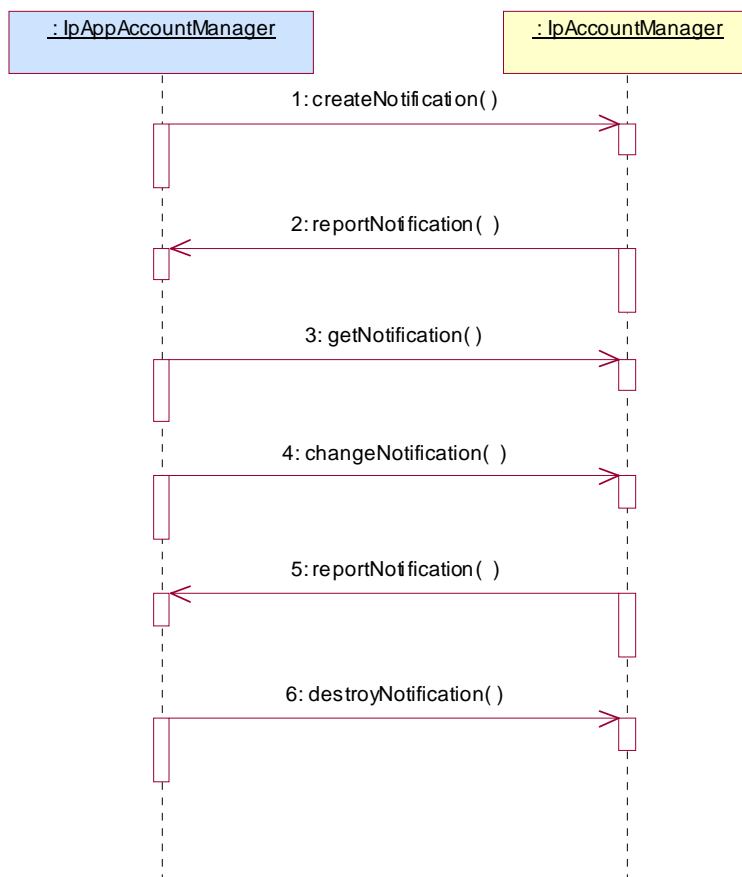 : IpAppAccountManager
: IpAccountManager
1: createNotification( )
2: reportNotification( )
3: getNotification( )
4: changeNotification( )
5: reportNotification( )
6: destroyNotification( )